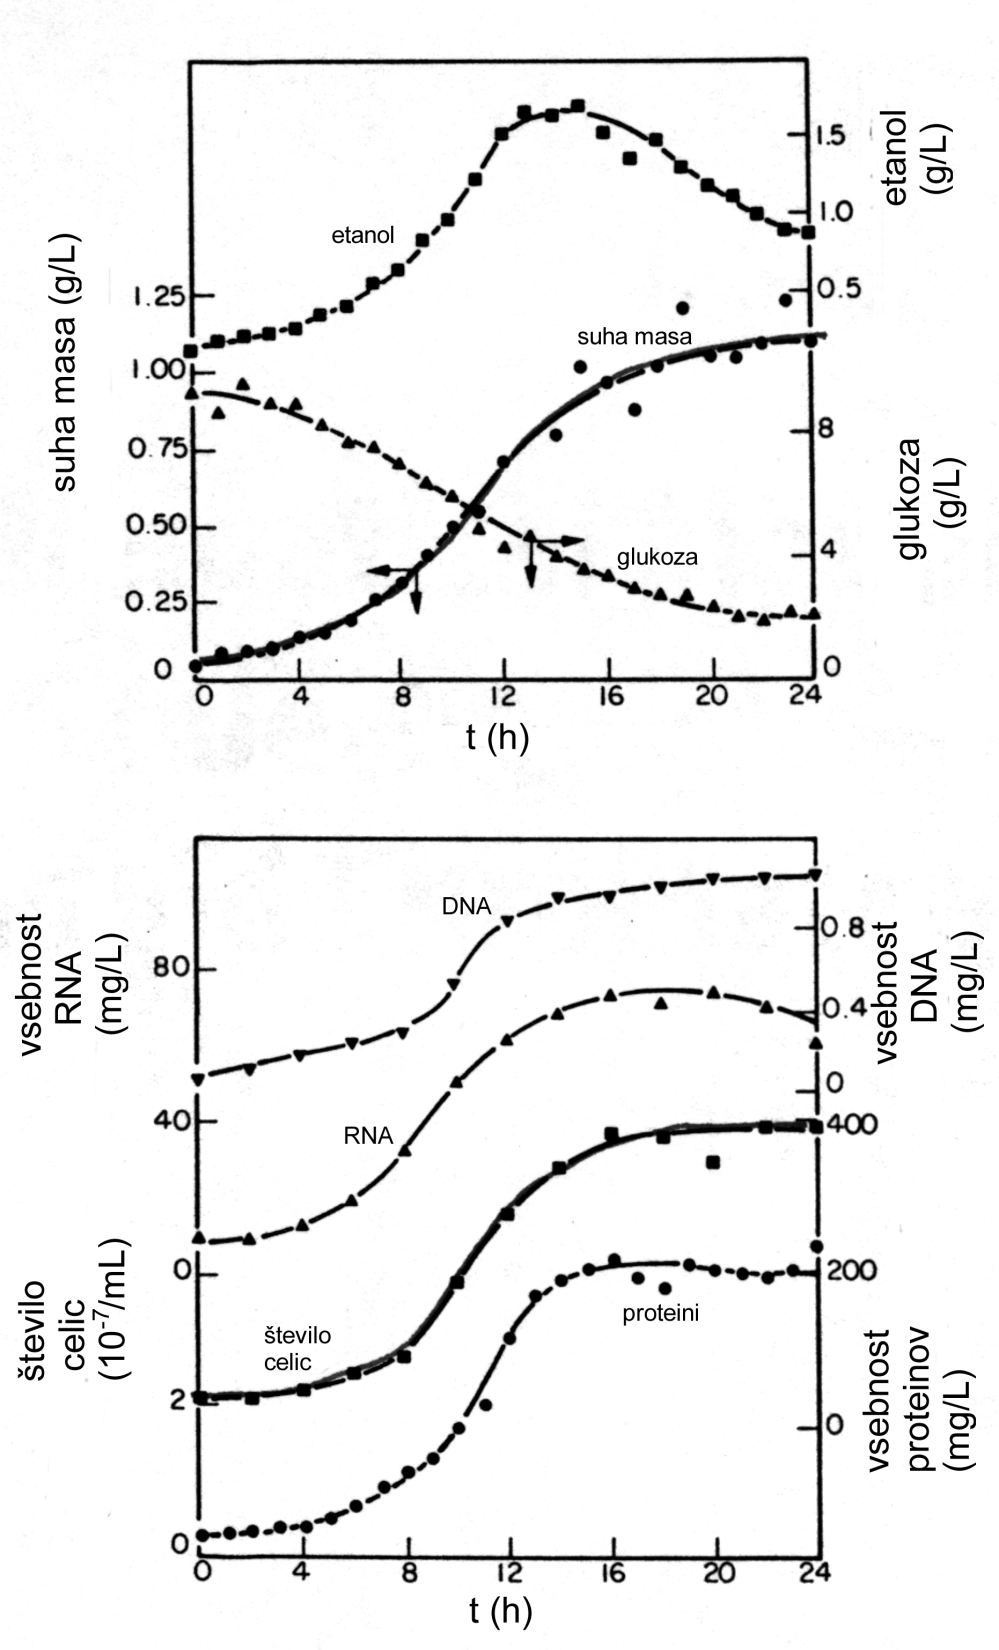 etanol
(g/L)
1.5
1.0
0.5
etanol
suha masa (g/L)
1.25
1.00
0.75
0.50
0.25
0
suha masa
glukoza
8
4
0
glukoza
(g/L)
0 4 8 12 16 20 24
t (h)
vsebnost
RNA
(mg/L)
80
40
0
DNA
RNA
0.8
0.4
0
vsebnost
DNA
(mg/L)
število
celic
(10⁻⁷/mL)
2
0
število
celic
proteini
400
200
0
vsebnost
proteinov
(mg/L)
0 4 8 12 16 20 24
t (h)